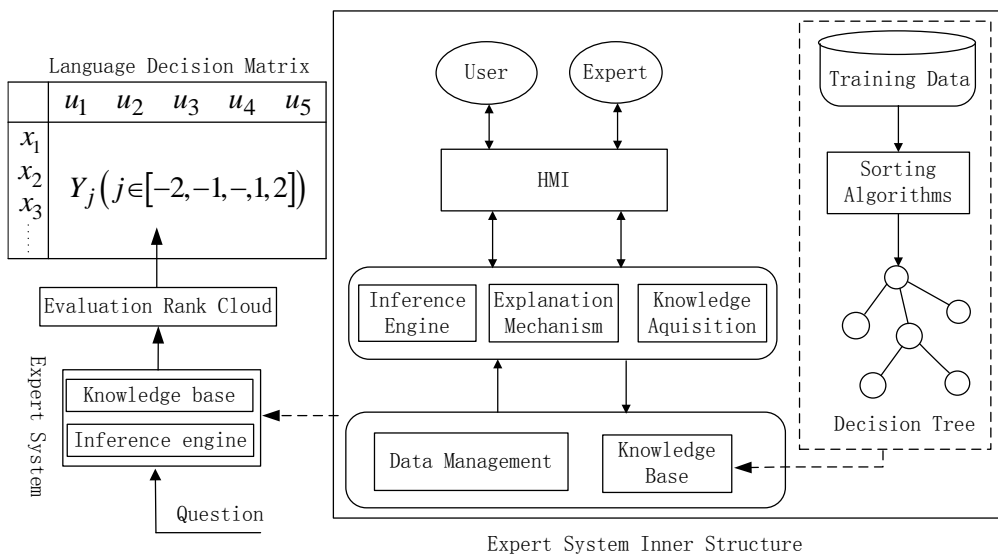 Language Decision Matrix
u1 u2 u3 u4 u5
x1
x2
x3
......
Yj(j∈[−2,−1,−,1,2])
Evaluation Rank Cloud
Expert System
Knowledge base
Inference engine
Question
User
Expert
HMI
Inference
Engine
Explanation
Mechanism
Knowledge
Aquisition
Data Management
Knowledge
Base
Training Data
Sorting
Algorithms
Decision Tree
Expert System Inner Structure